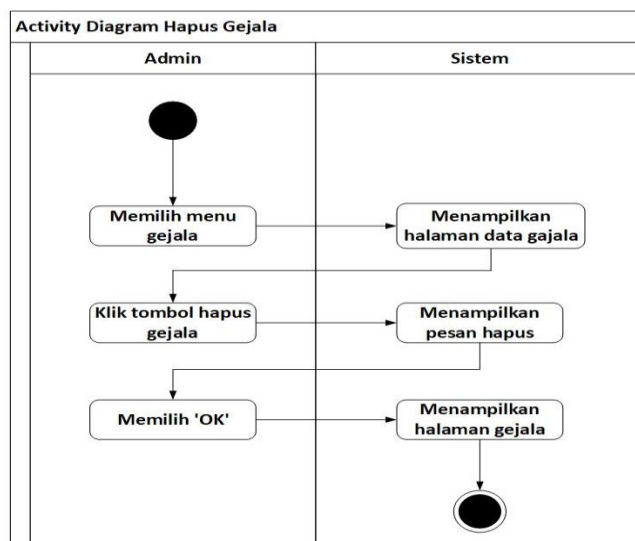 Activity Diagram Hapus Gejala
Admin
Sistem
Memilih menu
gejala
Menampilkan
halaman data gajala
Klik tombol hapus
gejala
Menampilkan
pesan hapus
Memilih 'OK'
Menampilkan
halaman gejala